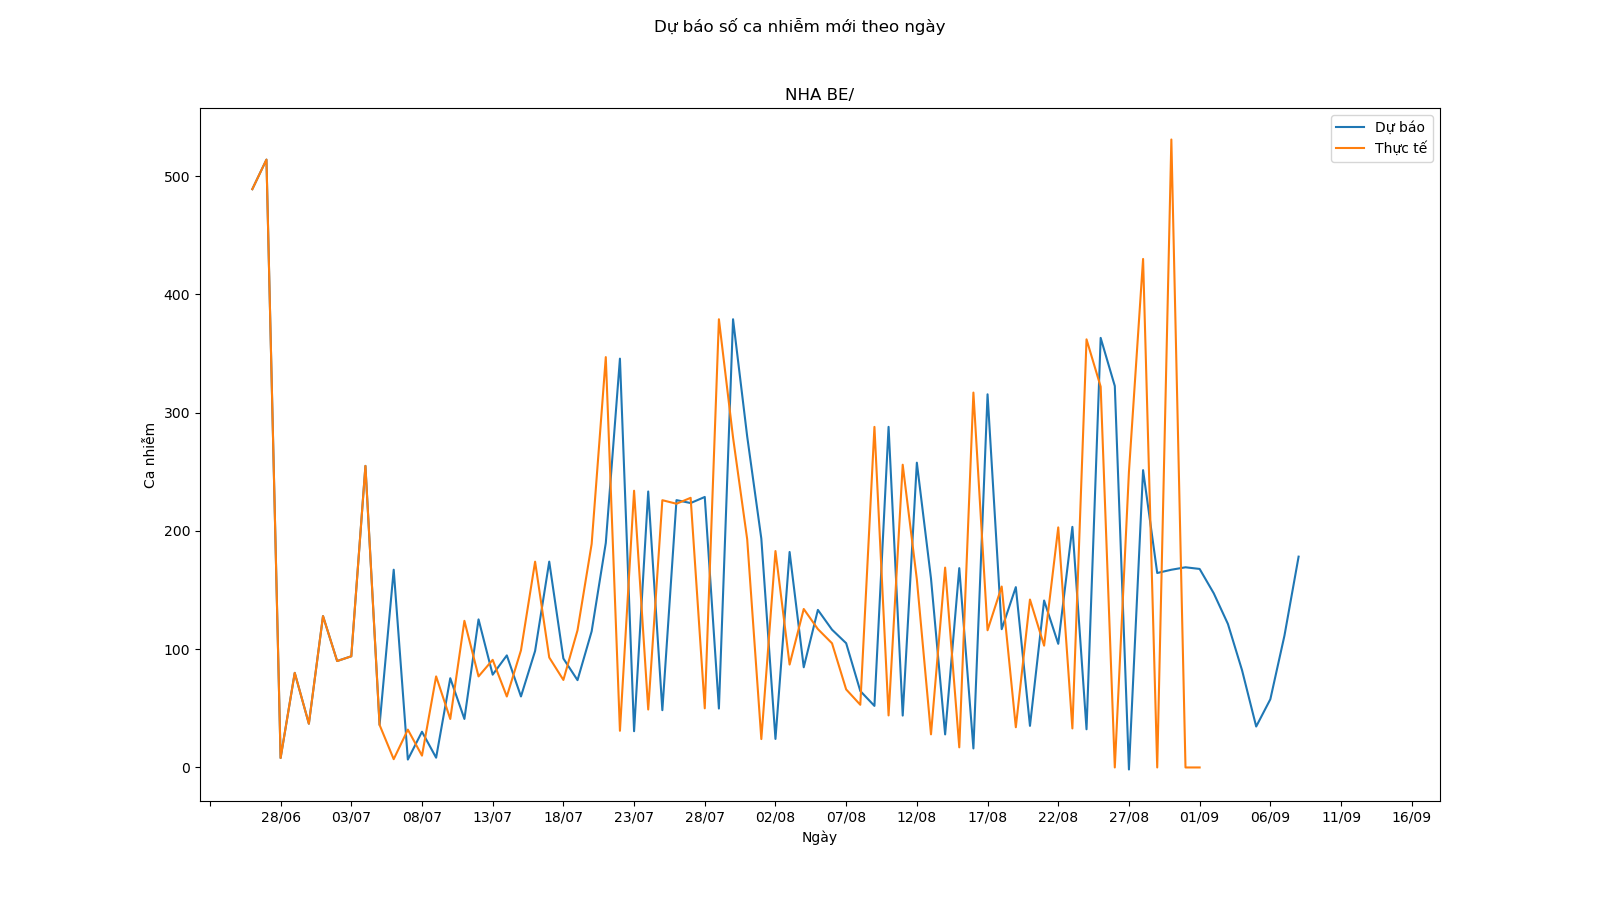 Dự báo số ca nhiễm mới theo ngày
NHA BE/
Dự báo
Thực tế
500
400
300
200
100
0
Ca nhiễm
28/06 03/07 08/07 13/07 18/07 23/07 28/07 02/08 07/08 12/08 17/08 22/08 27/08 01/09 06/09 11/09 16/09
Ngày